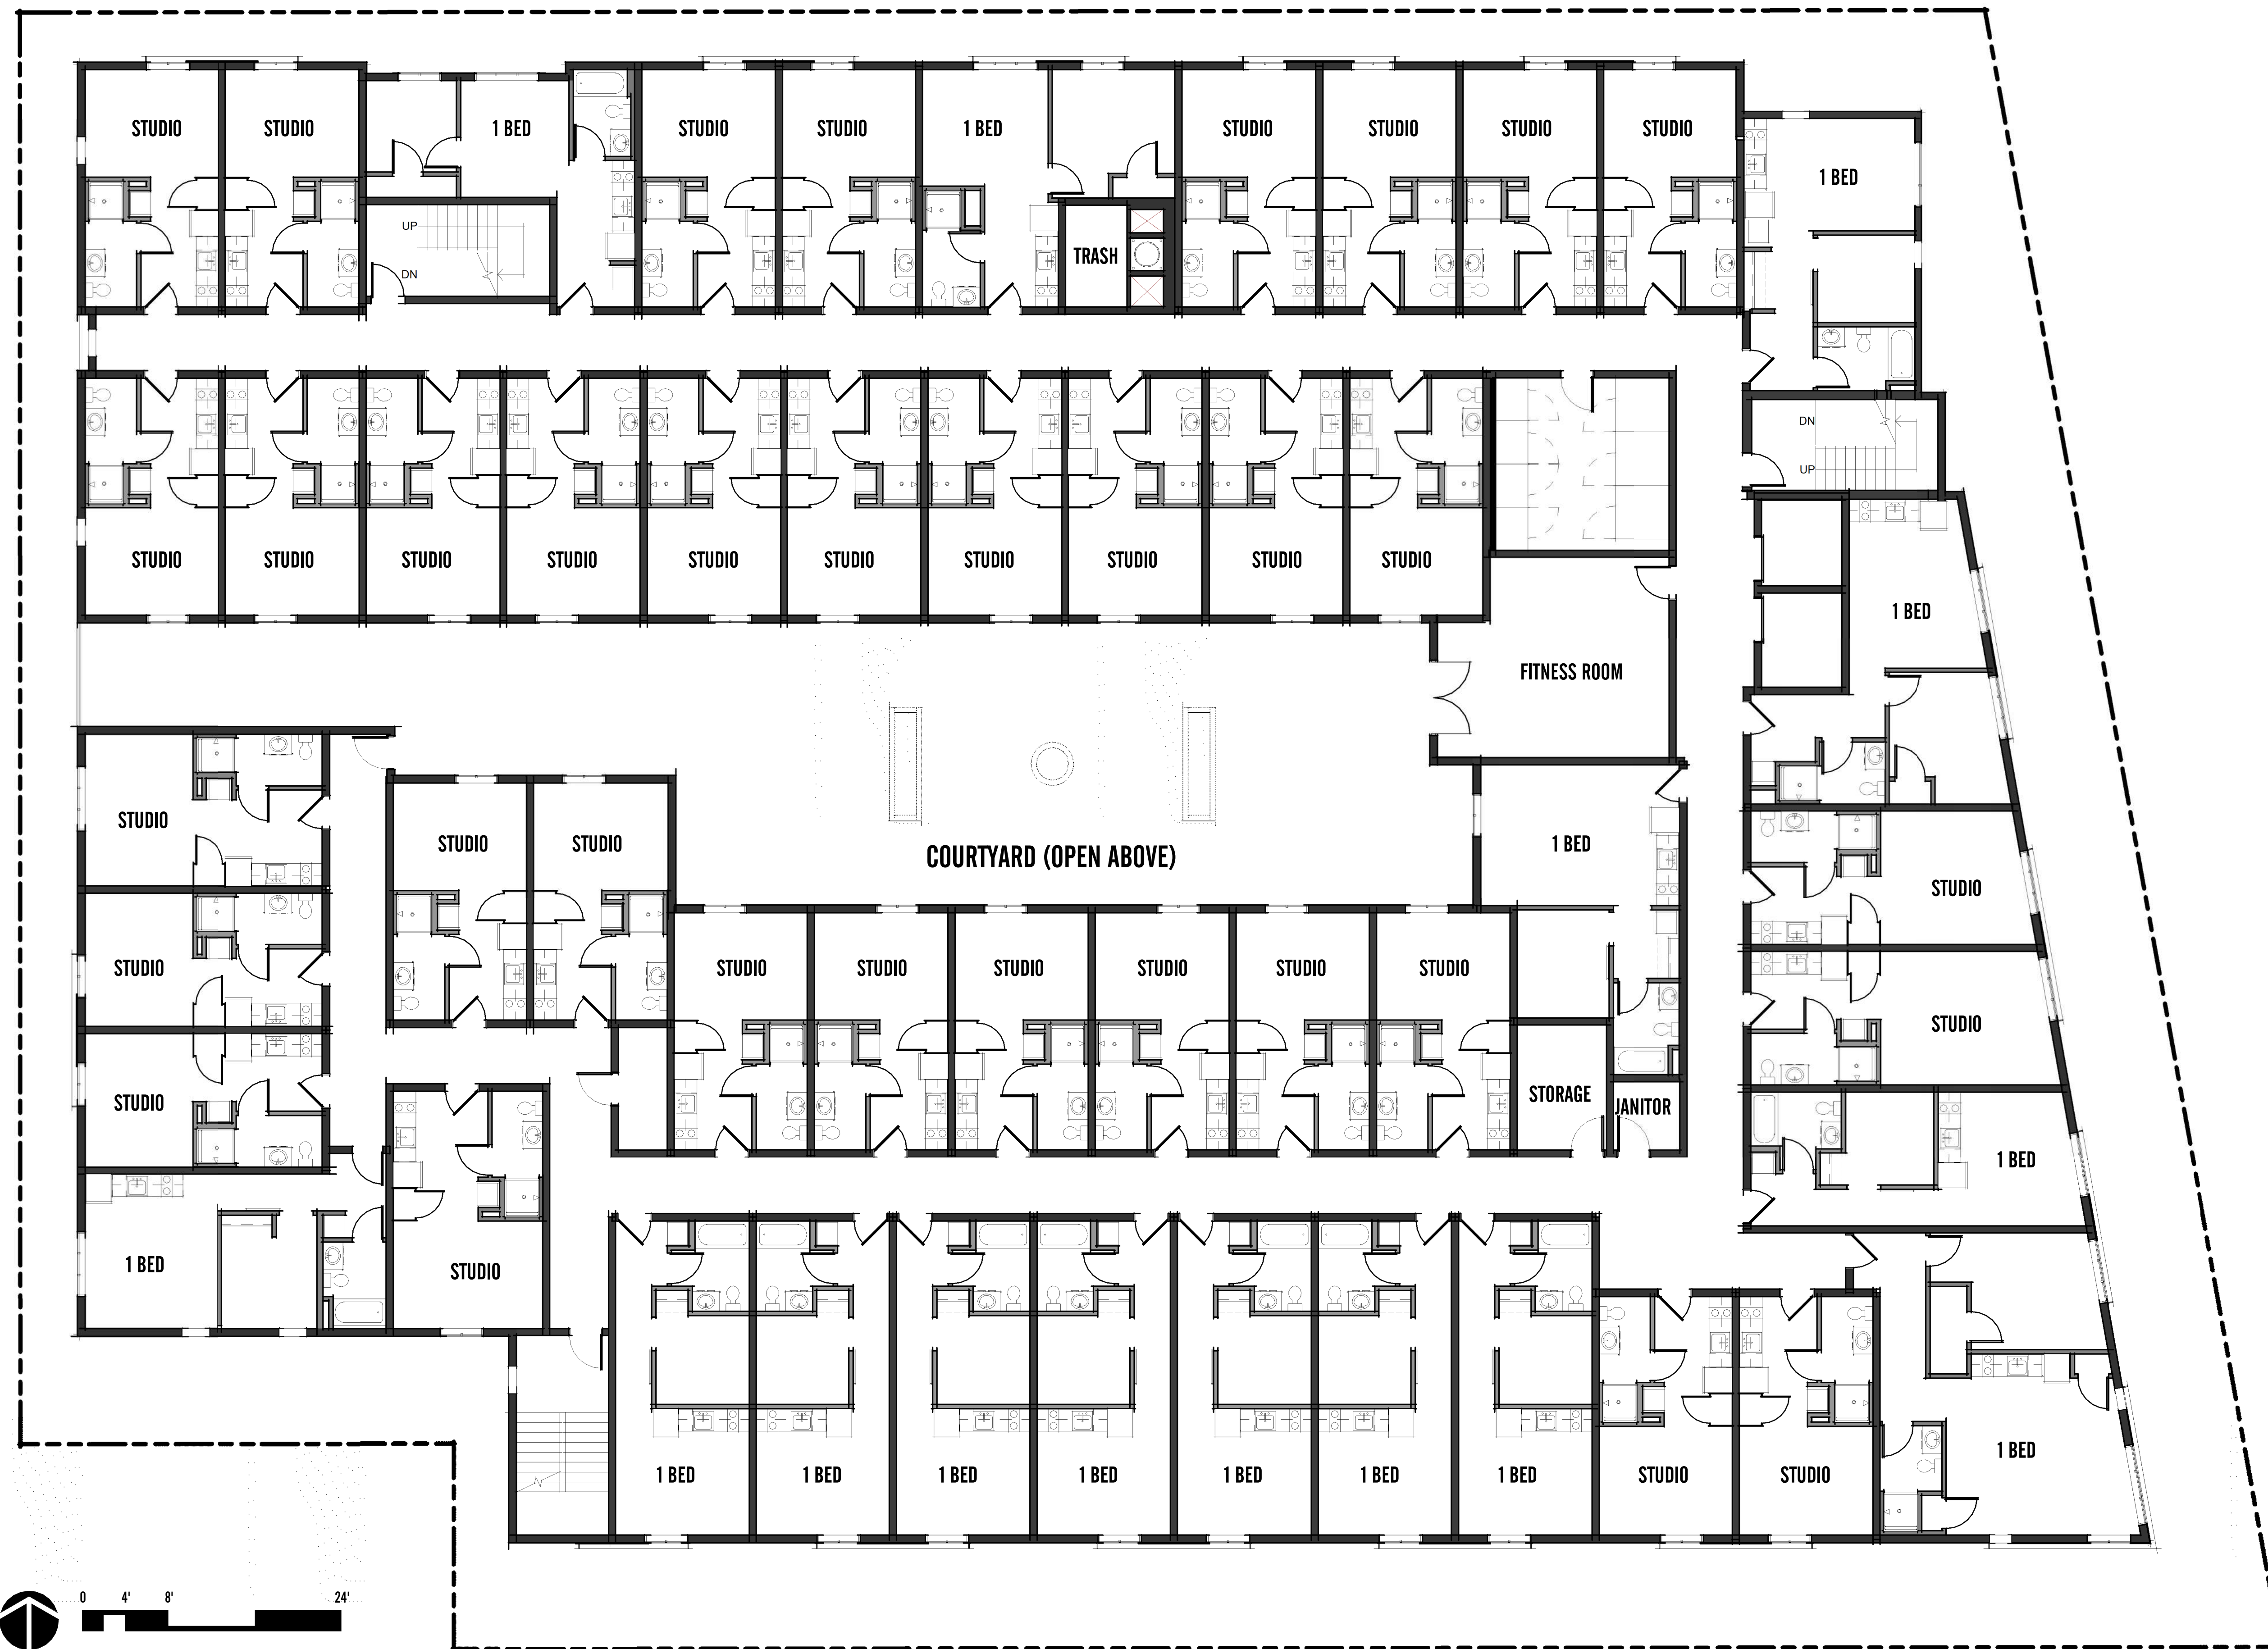 STUDIO STUDIO 1 BED STUDIO STUDIO 1 BED STUDIO STUDIO STUDIO STUDIO
1 BED
UP
TRASH
DN
DN
UP
STUDIO STUDIO STUDIO STUDIO STUDIO STUDIO STUDIO STUDIO STUDIO STUDIO
1 BED
FITNESS ROOM
STUDIO
STUDIO STUDIO 1 BED
COURTYARD (OPEN ABOVE)
STUDIO
STUDIO STUDIO STUDIO STUDIO STUDIO STUDIO STUDIO
STUDIO
STUDIO STORAGE
JANITOR
1 BED
1 BED STUDIO
1 BED
1 BED 1 BED 1 BED 1 BED 1 BED 1 BED 1 BED STUDIO STUDIO
0 4' 8' 24'